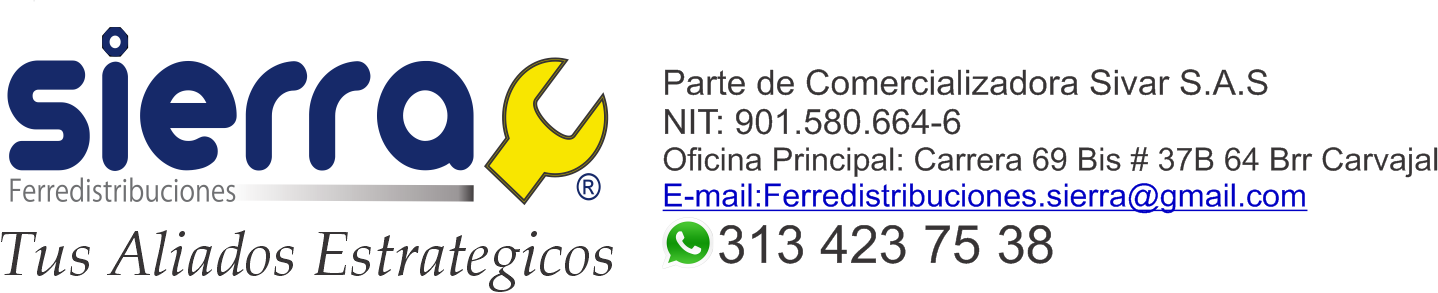 sierra
Ferredistribuciones
®
Tus Aliados Estrategicos
Parte de Comercializadora Sivar S.A.S
NIT: 901.580.664-6
Oficina Principal: Carrera 69 Bis # 37B 64 Brr Carvajal
E-mail:Ferredistribuciones.sierra@gmail.com
313 423 75 38